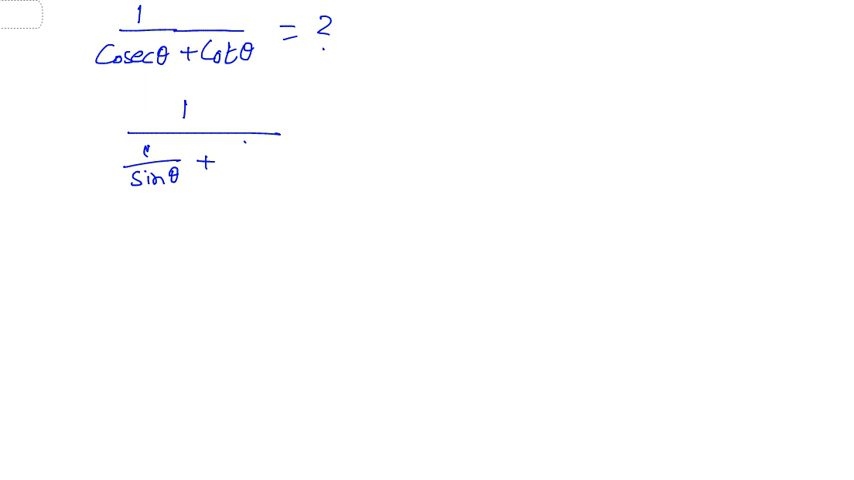 1/(Cosecθ + Cotθ) = ?
1/(1/Sinθ +